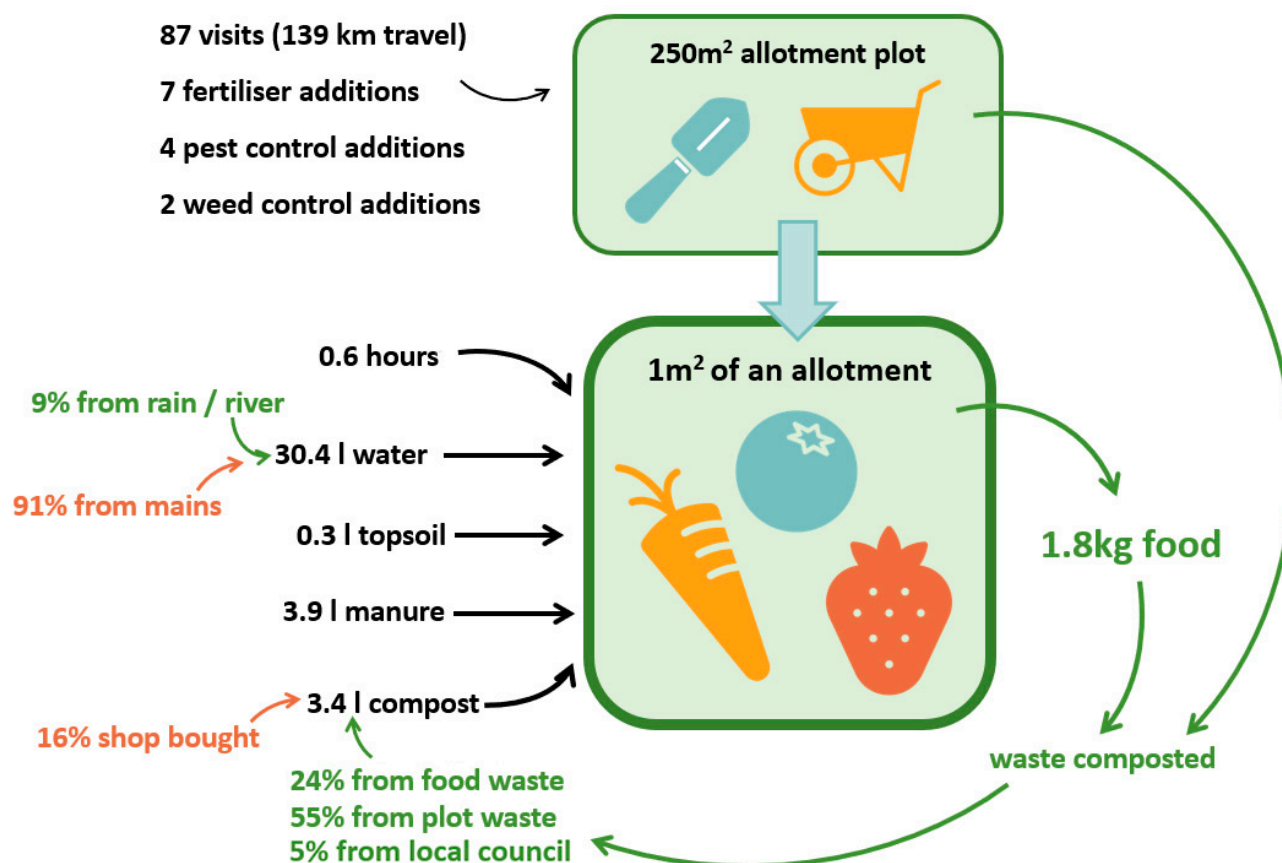 87 visits (139 km travel)
7 fertiliser additions
4 pest control additions
2 weed control additions
250m² allotment plot
1m² of an allotment
0.6 hours
9% from rain / river
30.4 l water
91% from mains
0.3 l topsoil
3.9 l manure
3.4 l compost
16% shop bought
24% from food waste
55% from plot waste
5% from local council
1.8kg food
waste composted